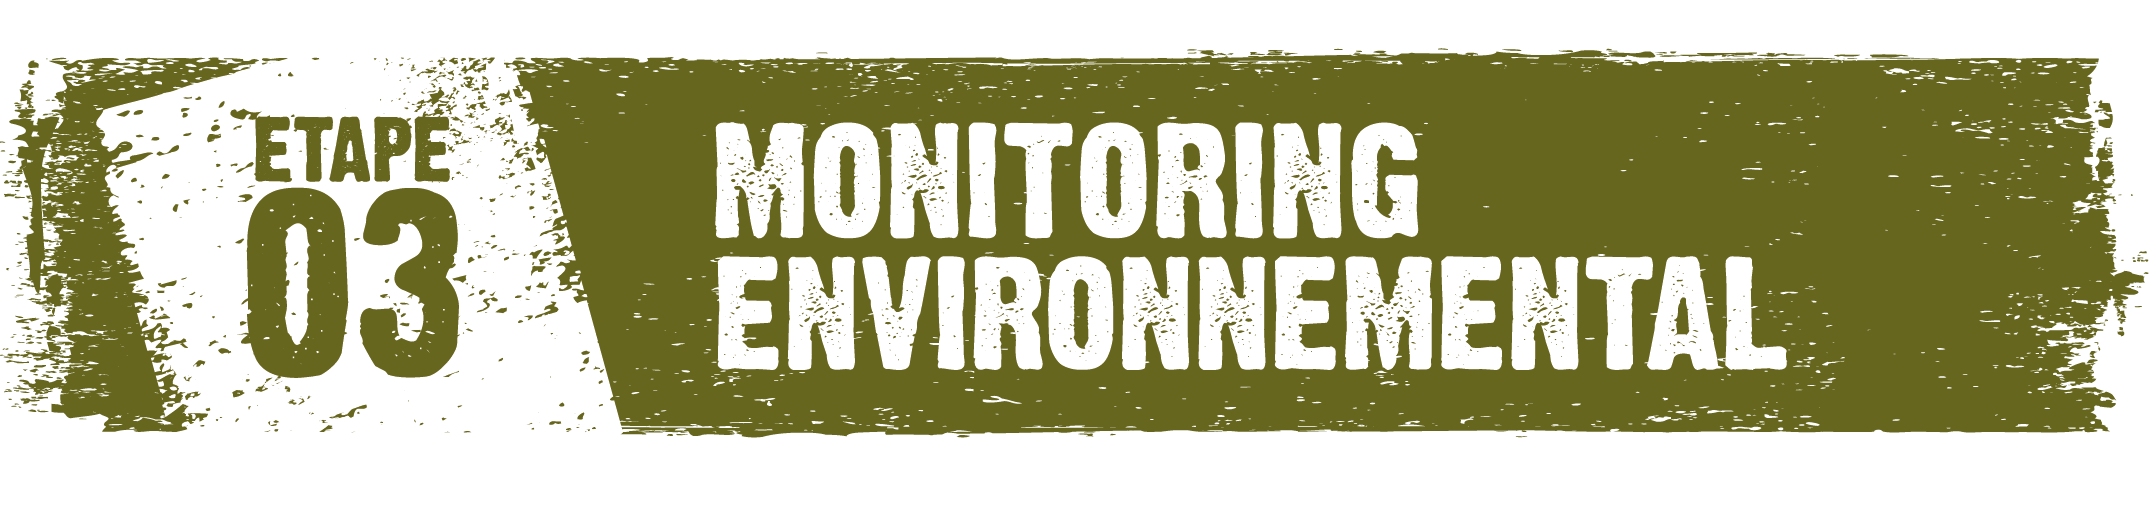 ETAPE
03
MONITORING
ENVIRONNEMENTAL